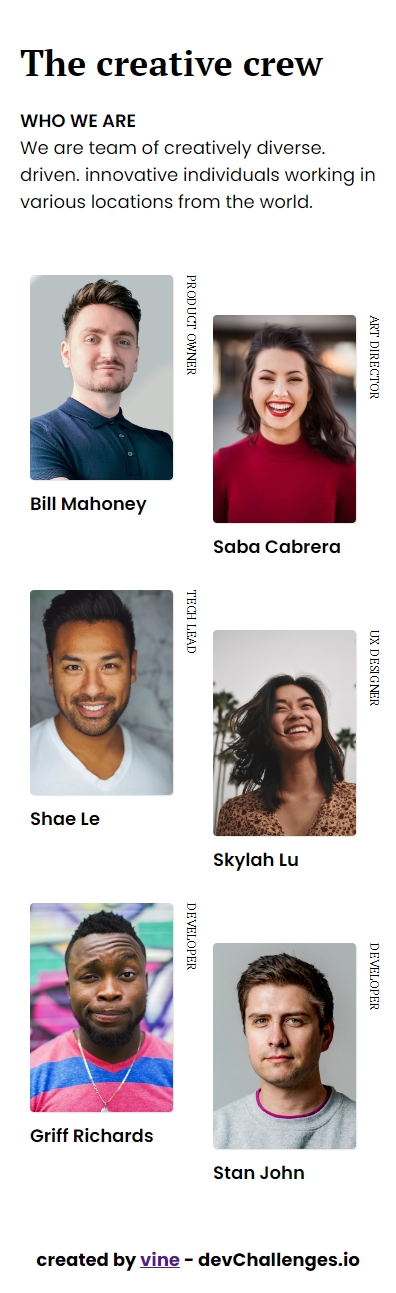 The creative crew
WHO WE ARE
We are team of creatively diverse.
driven. innovative individuals working in
various locations from the world.
PRODUCT OWNER
Bill Mahoney
ART DIRECTOR
Saba Cabrera
TECH LEAD
Shae Le
UX DESIGNER
Skylah Lu
DEVELOPER
Griff Richards
DEVELOPER
Stan John
created by vine - devChallenges.io